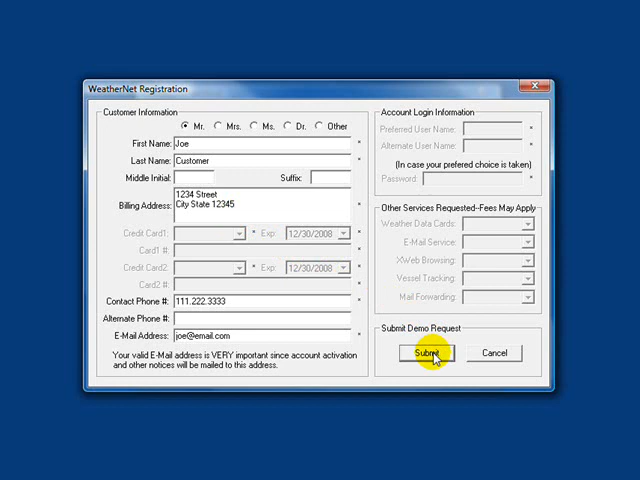 WeatherNet Registration
Customer Information
Mr. Mrs. Ms. Dr. Other
First Name: Joe *
Last Name: Customer *
Middle Initial: Suffix:
Billing Address: 1234 Street
City State 12345 *
Credit Card1: * Exp: 12/30/2008 *
Card1 #: *
Credit Card2: Exp: 12/30/2008
Card2 #:
Contact Phone #: 111.222.3333 *
Alternate Phone #:
E-Mail Address: joe@email.com *
Your valid E-Mail address is VERY important since account activation
and other notices will be mailed to this address.
Account Login Information
Preferred User Name: *
Alternate User Name: *
(In case your prefered choice is taken)
Password: *
Other Services Requested--Fees May Apply
Weather Data Cards:
E-Mail Service:
XWeb Browsing:
Vessel Tracking:
Mail Forwarding:
Submit Demo Request
Submit Cancel